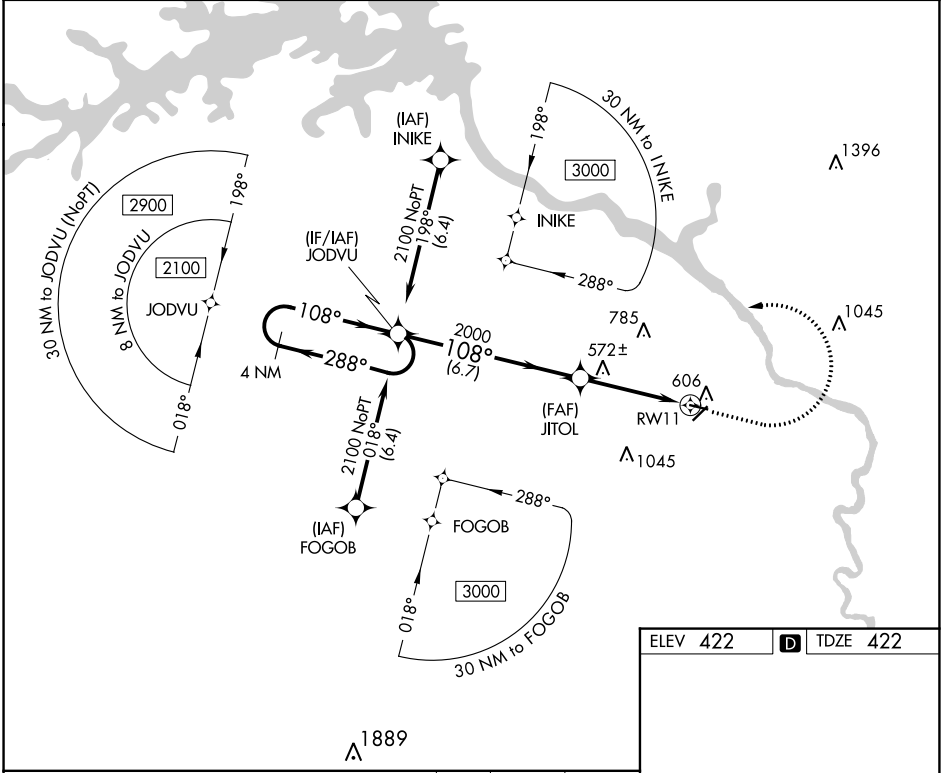 1396
(IAF)
INIKE
198°
30 NM to INIKE
3000
INIKE
288°
30 NM to JODVU (NoPT)
2900
198°
8 NM to JODVU
2100
JODVU
018°
2100 NoPT
198°
(6.4)
(IF/IAF)
JODVU
108°
288°
4 NM
2000
108°
(6.7)
785
572±
1045
606
RW11
(FAF)
JITOL
1045
2100 NoPT
018°
(6.4)
(IAF)
FOGOB
288°
FOGOB
3000
018°
30 NM to FOGOB
1889
ELEV 422 D TDZE 422